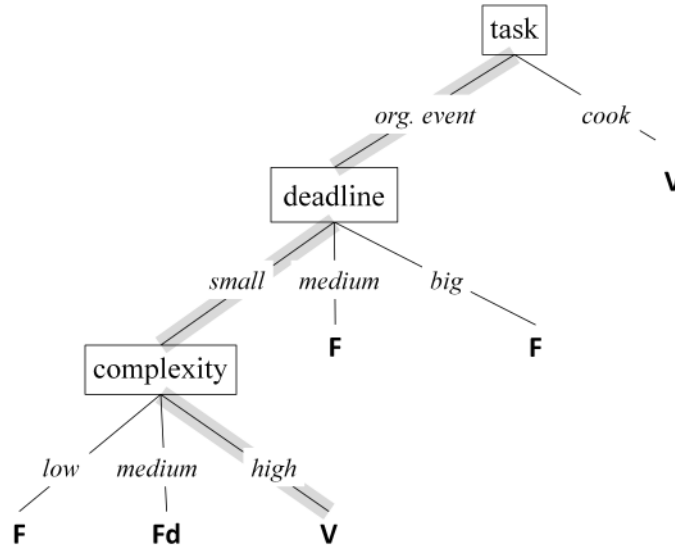 task
org. event cook
V
deadline
small medium big
F F
complexity
low medium high
F Fd V